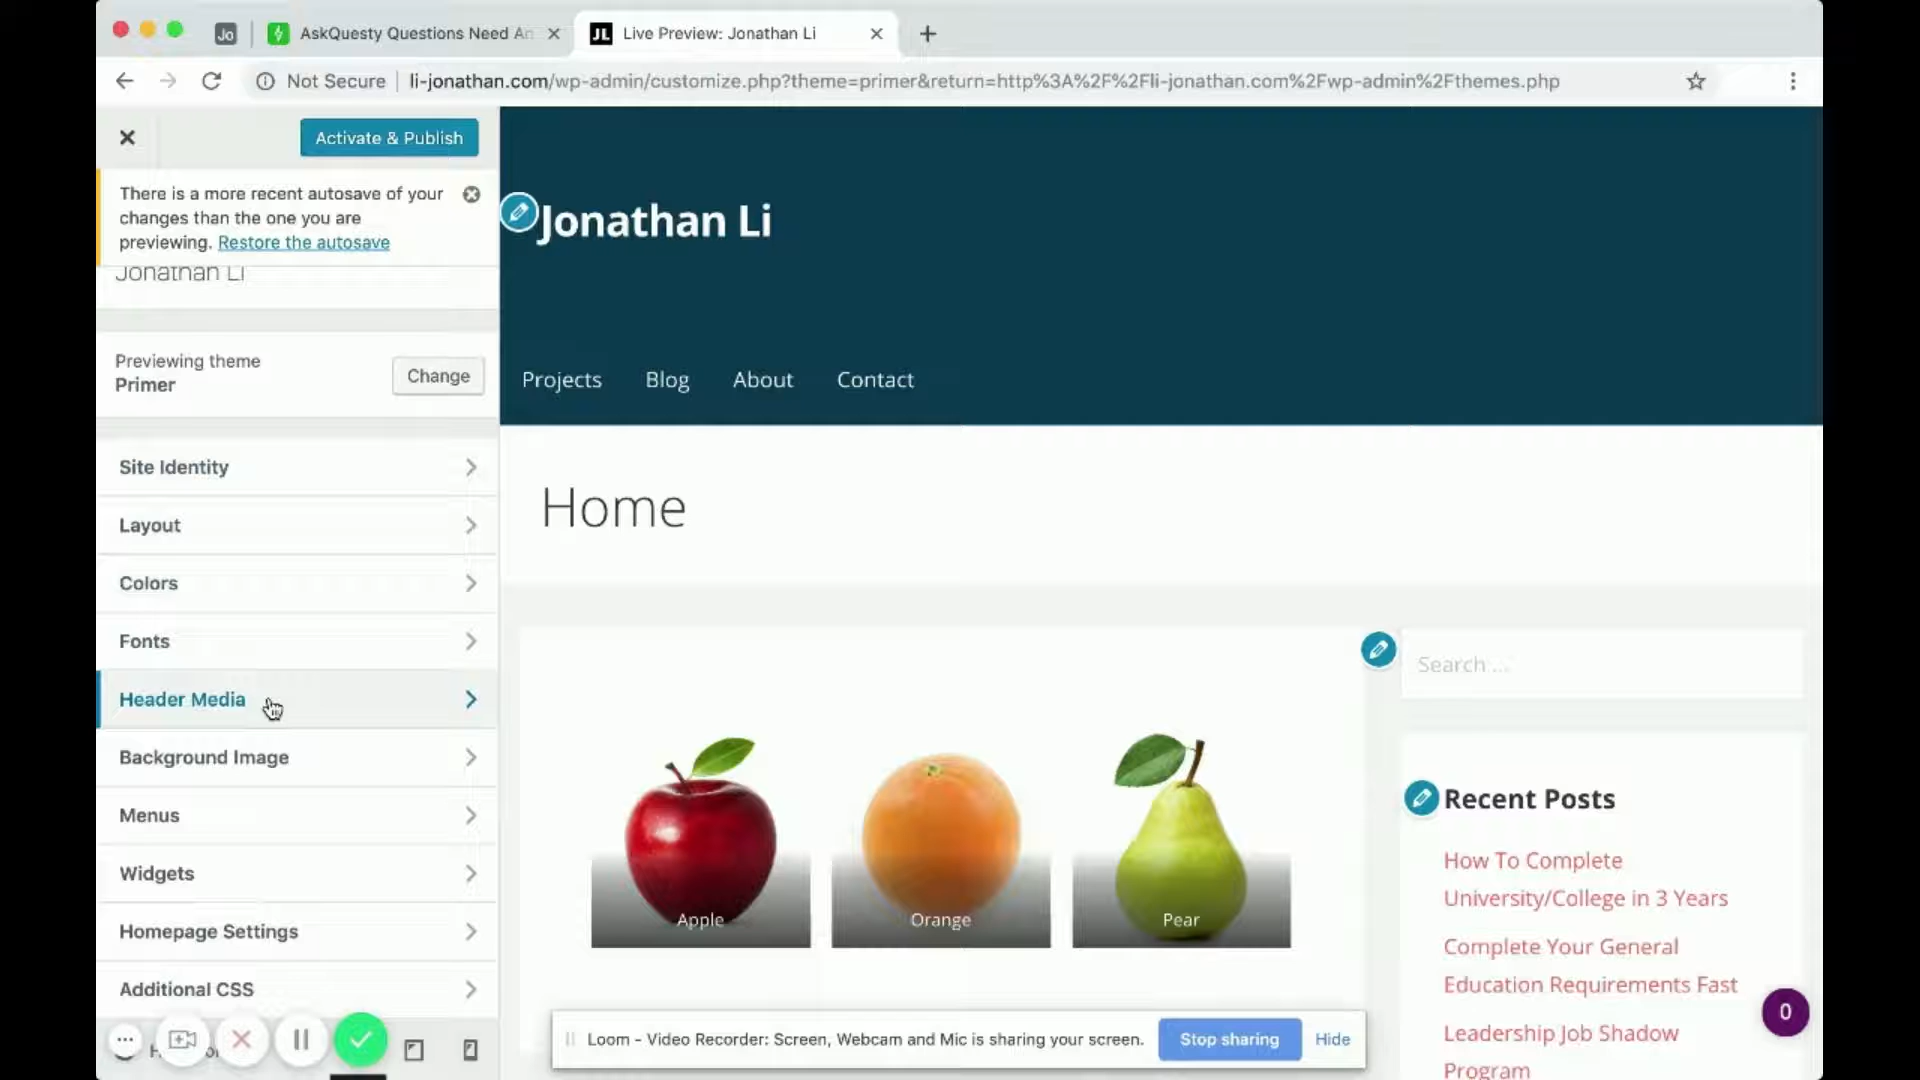 Jo
AskQuesty Questions Need An
JL
Live Preview: Jonathan Li
Not Secure
li-jonathan.com/wp-admin/customize.php?theme=primer&return=http%3A%2F%2Fli-jonathan.com%2Fwp-admin%2Fthemes.php
Activate & Publish
There is a more recent autosave of your
changes than the one you are
previewing. Restore the autosave
Jonathan Li
Previewing theme
Primer
Change
Site Identity
Layout
Colors
Fonts
Header Media
Background Image
Menus
Widgets
Homepage Settings
Additional CSS
Jonathan Li
Projects
Blog
About
Contact
Home
Apple
Orange
Pear
Search ...
Recent Posts
How To Complete
University/College in 3 Years
Complete Your General
Education Requirements Fast
Leadership Job Shadow
Program
0
Loom - Video Recorder: Screen, Webcam and Mic is sharing your screen.
Stop sharing
Hide